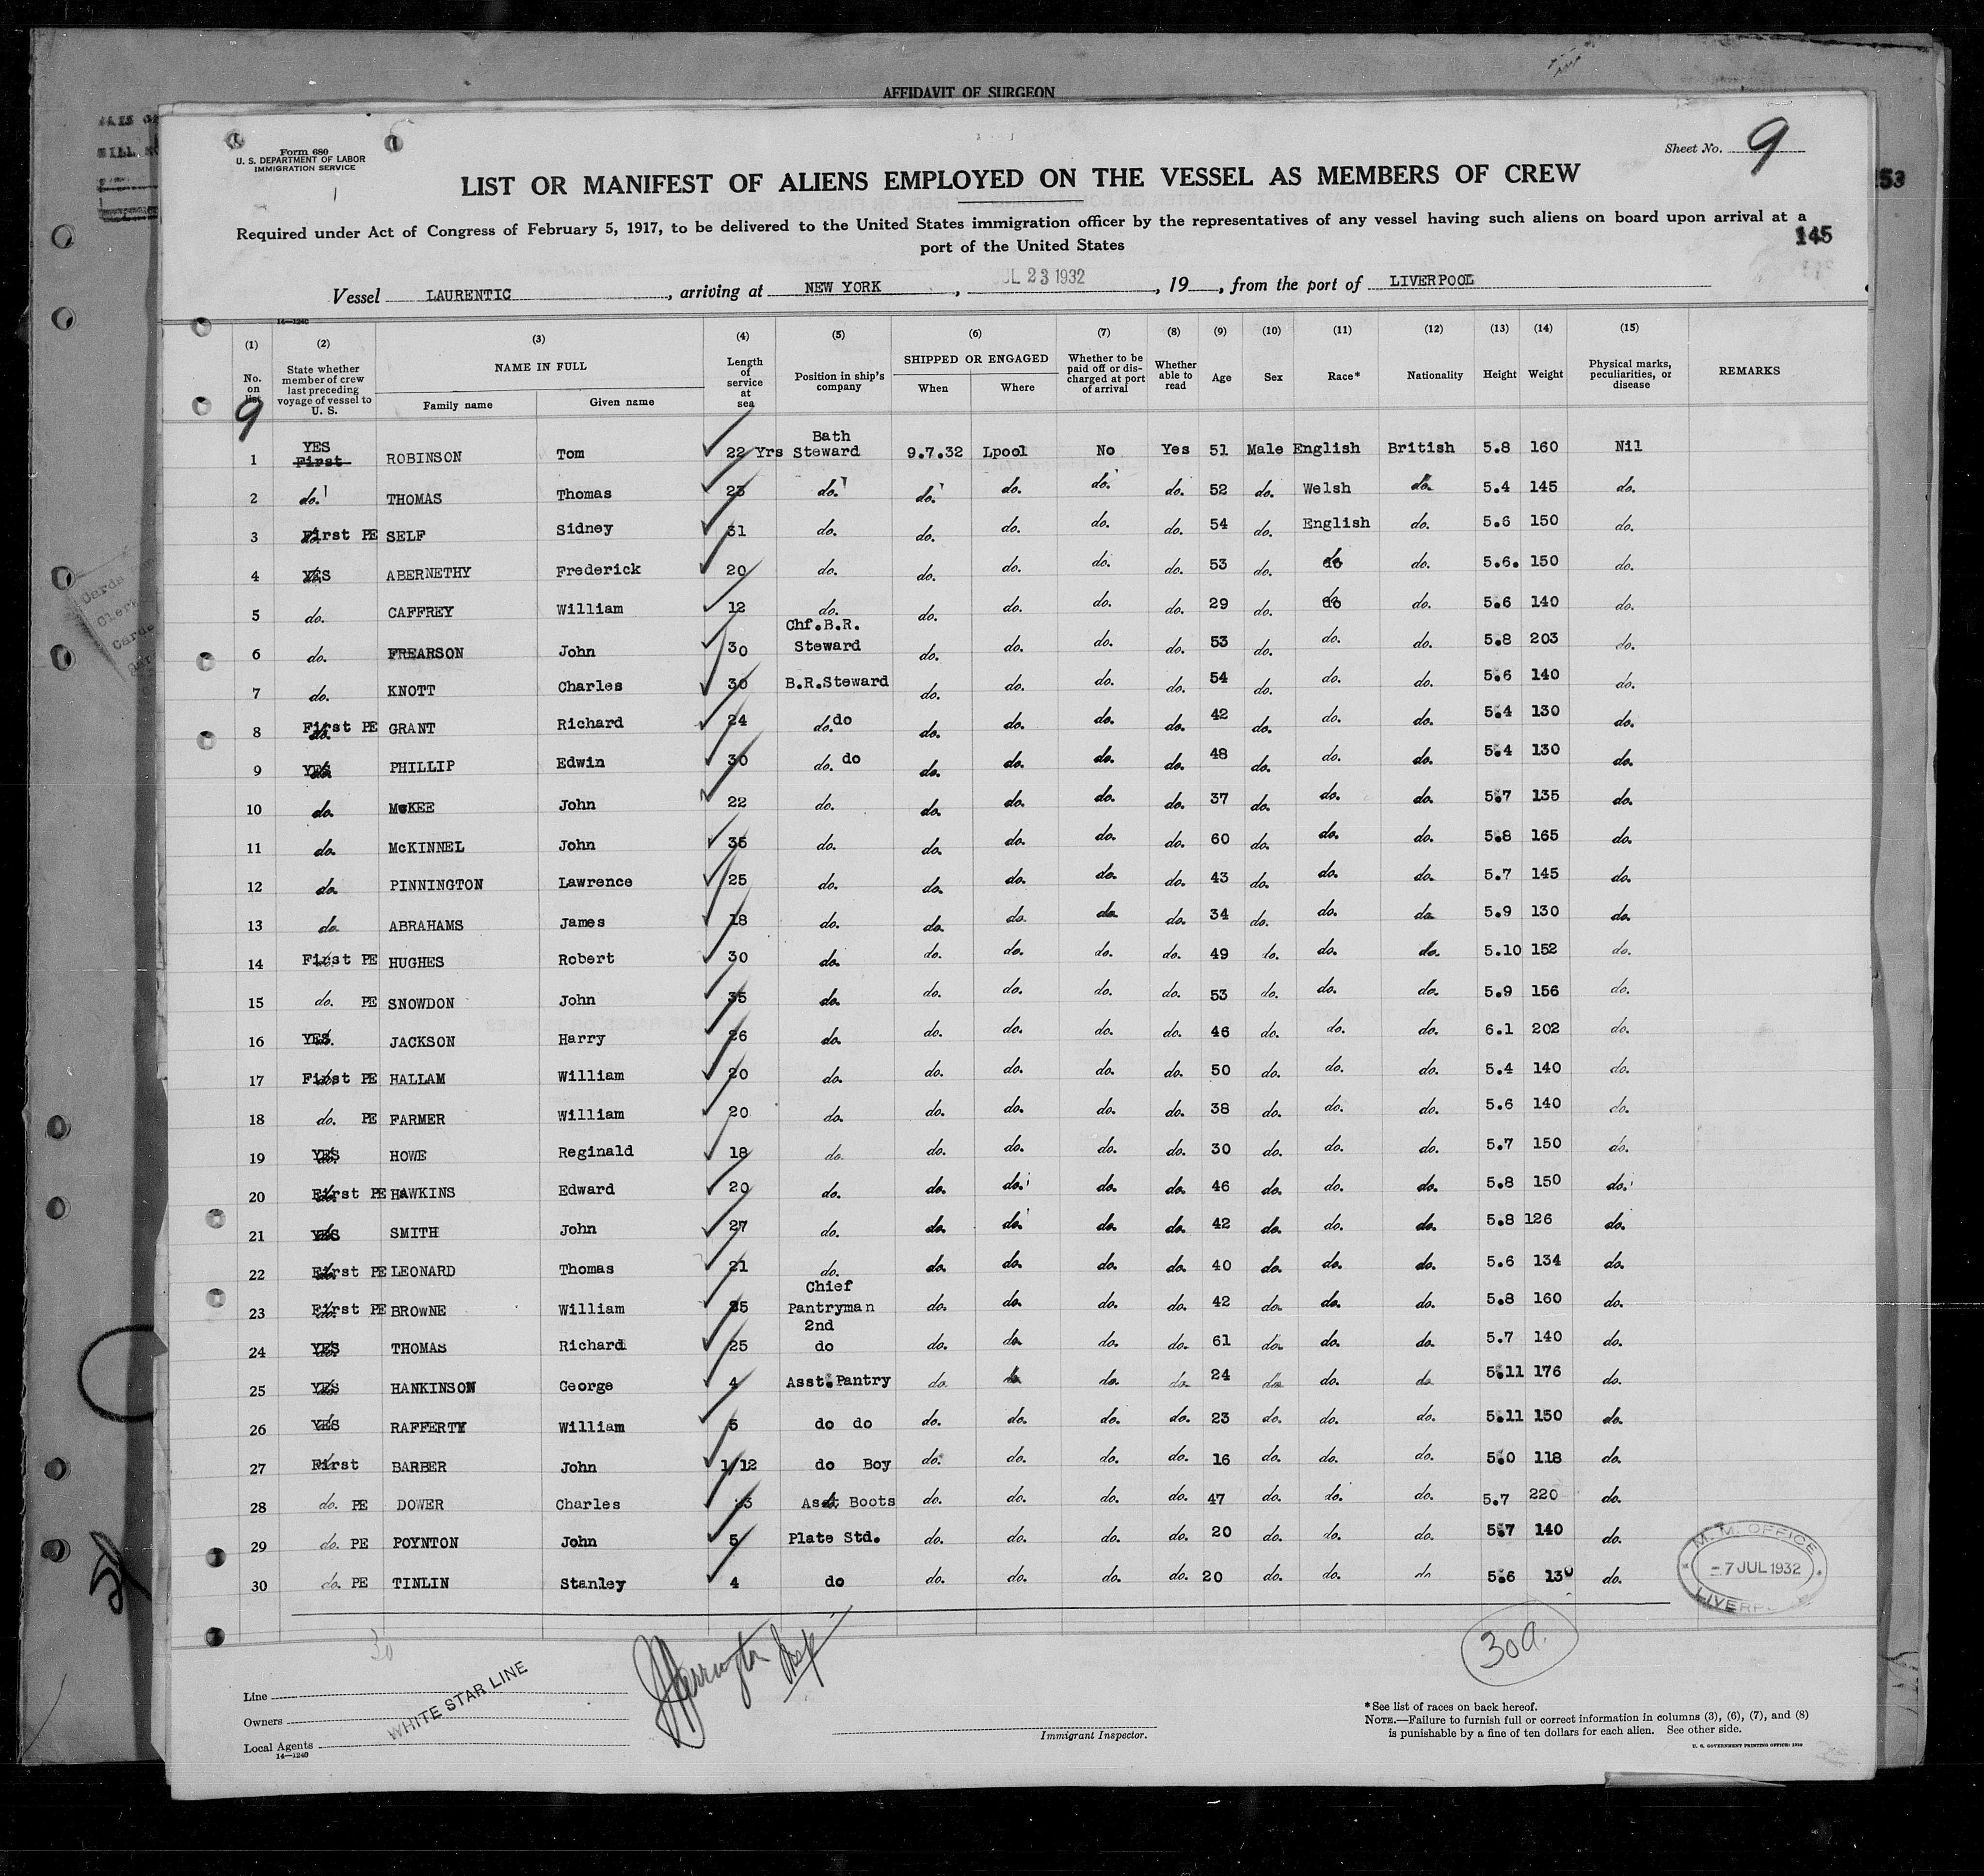 AFFIDAVIT OF SURGEON
Form 680
U. S. DEPARTMENT OF LABOR
IMMIGRATION SERVICE
Sheet No. 9
LIST OR MANIFEST OF ALIENS EMPLOYED ON THE VESSEL AS MEMBERS OF CREW
53
Required under Act of Congress of February 5, 1917, to be delivered to the United States immigration officer by the representatives of any vessel having such aliens on board upon arrival at a
port of the United States
145
Vessel LAURENTIC, arriving at NEW YORK, JUL 23 1932, 19, from the port of LIVERPOOL
14—1240
(1) (2) (3) (4) (5) (6) (7) (8) (9) (10) (11) (12) (13) (14) (15)
No. on list State whether member of crew last preceding voyage of vessel to U. S. NAME IN FULL Family name Given name Length of service at sea Position in ship's company SHIPPED OR ENGAGED When Where Whether to be paid off or discharged at port of arrival Whether able to read Age Sex Race* Nationality Height Weight Physical marks, peculiarities, or disease REMARKS
9
1 YES First ROBINSON Tom 22 Yrs Bath Steward 9.7.32 Lpool No Yes 51 Male English British 5.8 160 Nil
2 do. THOMAS Thomas 23 do. do. do. do. do. 52 do. Welsh do. 5.4 145 do.
3 First PE SELF Sidney 31 do. do. do. do. do. 54 do. English do. 5.6 150 do.
4 YES ABERNETHY Frederick 20 do. do. do. do. do. 53 do. do do. 5.6. 150 do.
5 do. CAFFREY William 12 do. do. do. do. do. 29 do. do do. 5.6 140 do.
6 do. FREARSON John 30 Chf.B.R. Steward do. do. do. do. 53 do. do. do. 5.8 203 do.
7 do. KNOTT Charles 30 B.R.Steward do. do. do. do. 54 do. do. do. 5.6 140 do.
8 First PE GRANT Richard 24 do. do do. do. do. do. 42 do. do. do. 5.4 130 do.
9 YES PHILLIP Edwin 30 do. do do. do. do. do. 48 do. do. do. 5.4 130 do.
10 do. McKEE John 22 do. do. do. do. do. 37 do. do. do. 5.7 135 do.
11 do. McKINNEL John 35 do. do. do. do. do. 60 do. do. do. 5.8 165 do.
12 do. PINNINGTON Lawrence 25 do. do. do. do. do. 43 do. do. do. 5.7 145 do.
13 do. ABRAHAMS James 18 do. do. do. do. do. 34 do. do. do. 5.9 130 do.
14 First PE HUGHES Robert 30 do. do. do. do. do. 49 do. do. do. 5.10 152 do.
15 do. PE SNOWDON John 35 do. do. do. do. do. 53 do. do. do. 5.9 156 do.
16 YES JACKSON Harry 26 do. do. do. do. do. 46 do. do. do. 6.1 202 do.
17 First PE HALLAM William 20 do. do. do. do. do. 50 do. do. do. 5.4 140 do.
18 do. PE FARMER William 20 do. do. do. do. do. 38 do. do. do. 5.6 140 do.
19 YES HOWE Reginald 18 do. do. do. do. do. 30 do. do. do. 5.7 150 do.
20 First PE HAWKINS Edward 20 do. do. do. do. do. 46 do. do. do. 5.8 150 do.
21 YES SMITH John 27 do. do. do. do. do. 42 do. do. do. 5.8 126 do.
22 First PE LEONARD Thomas 21 do. do. do. do. do. 40 do. do. do. 5.6 134 do.
23 First PE BROWNE William Chief Pantryman do. do. do. do. 42 do. do. do. 5.8 160 do.
24 YES THOMAS Richard 25 2nd do do. do. do. do. 61 do. do. do. 5.7 140 do.
25 YES HANKINSON George 4 Asst.Pantry do. do. do. do. 24 do. do. do. 5.11 176 do.
26 YES RAFFERTY William 5 do do do. do. do. do. 23 do. do. do. 5.11 150 do.
27 First BARBER John 1/12 do Boy do. do. do. do. 16 do. do. do. 5.0 118 do.
28 do. PE DOWER Charles Asst Boots do. do. do. do. 47 do. do. do. 5.7 220 do.
29 do. PE POYNTON John 5 Plate Std. do. do. do. do. 20 do. do. do. 5.7 140 do.
30 do. PE TINLIN Stanley 4 do do. do. do. do. 20 do. do. do. 5.6 130 do.
M. M. OFFICE
-7 JUL 1932
LIVERPOOL
30
30 a.
Line
Owners
Local Agents
WHITE STAR LINE
14—1240
Immigrant Inspector.
*See list of races on back hereof.
NOTE.—Failure to furnish full or correct information in columns (3), (6), (7), and (8)
is punishable by a fine of ten dollars for each alien. See other side.